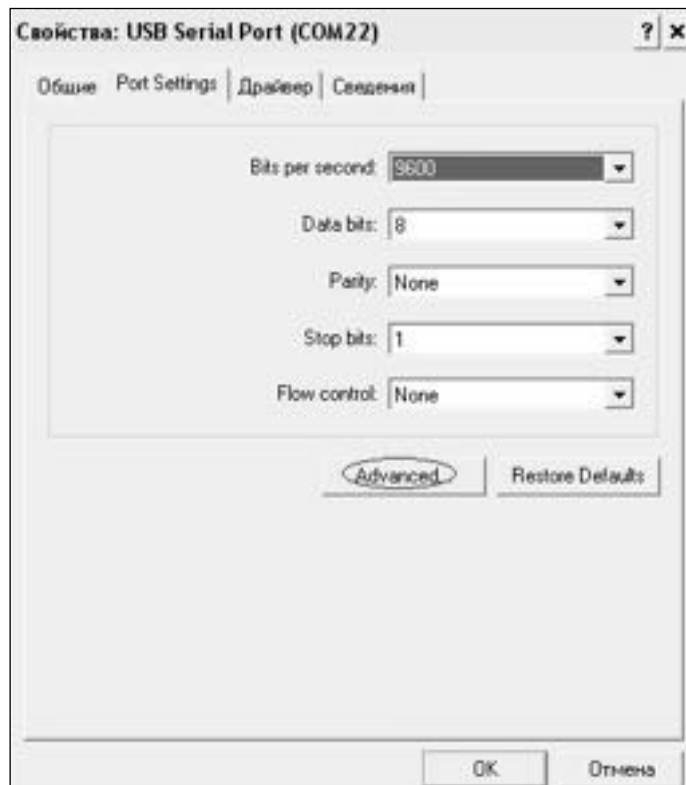 Свойства: USB Serial Port (COM22) ? ×
Общие Port Settings Драйвер Сведения
Bits per second: 9600
Data bits: 8
Parity: None
Stop bits: 1
Flow control: None
Advanced... Restore Defaults
OK Отмена